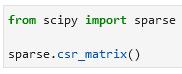 from scipy import sparse
sparse.csr_matrix()